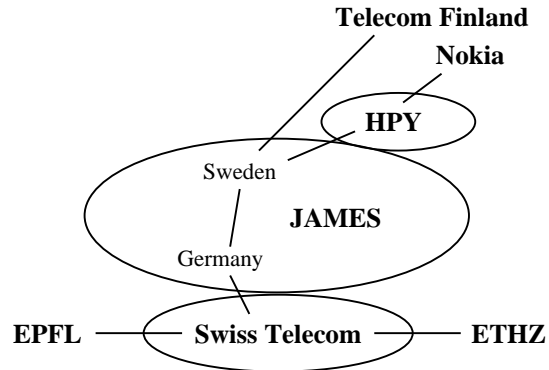 Telecom Finland
Nokia
HPY
Sweden
JAMES
Germany
EPFL
Swiss Telecom
ETHZ